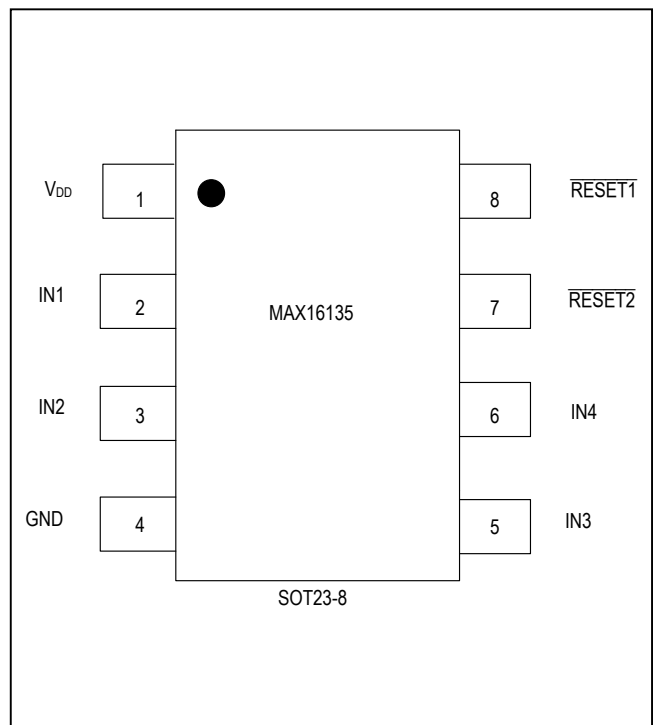 VDD
1
8
RESET1
IN1
2
MAX16135
7
RESET2
IN2
3
6
IN4
GND
4
5
IN3
SOT23-8